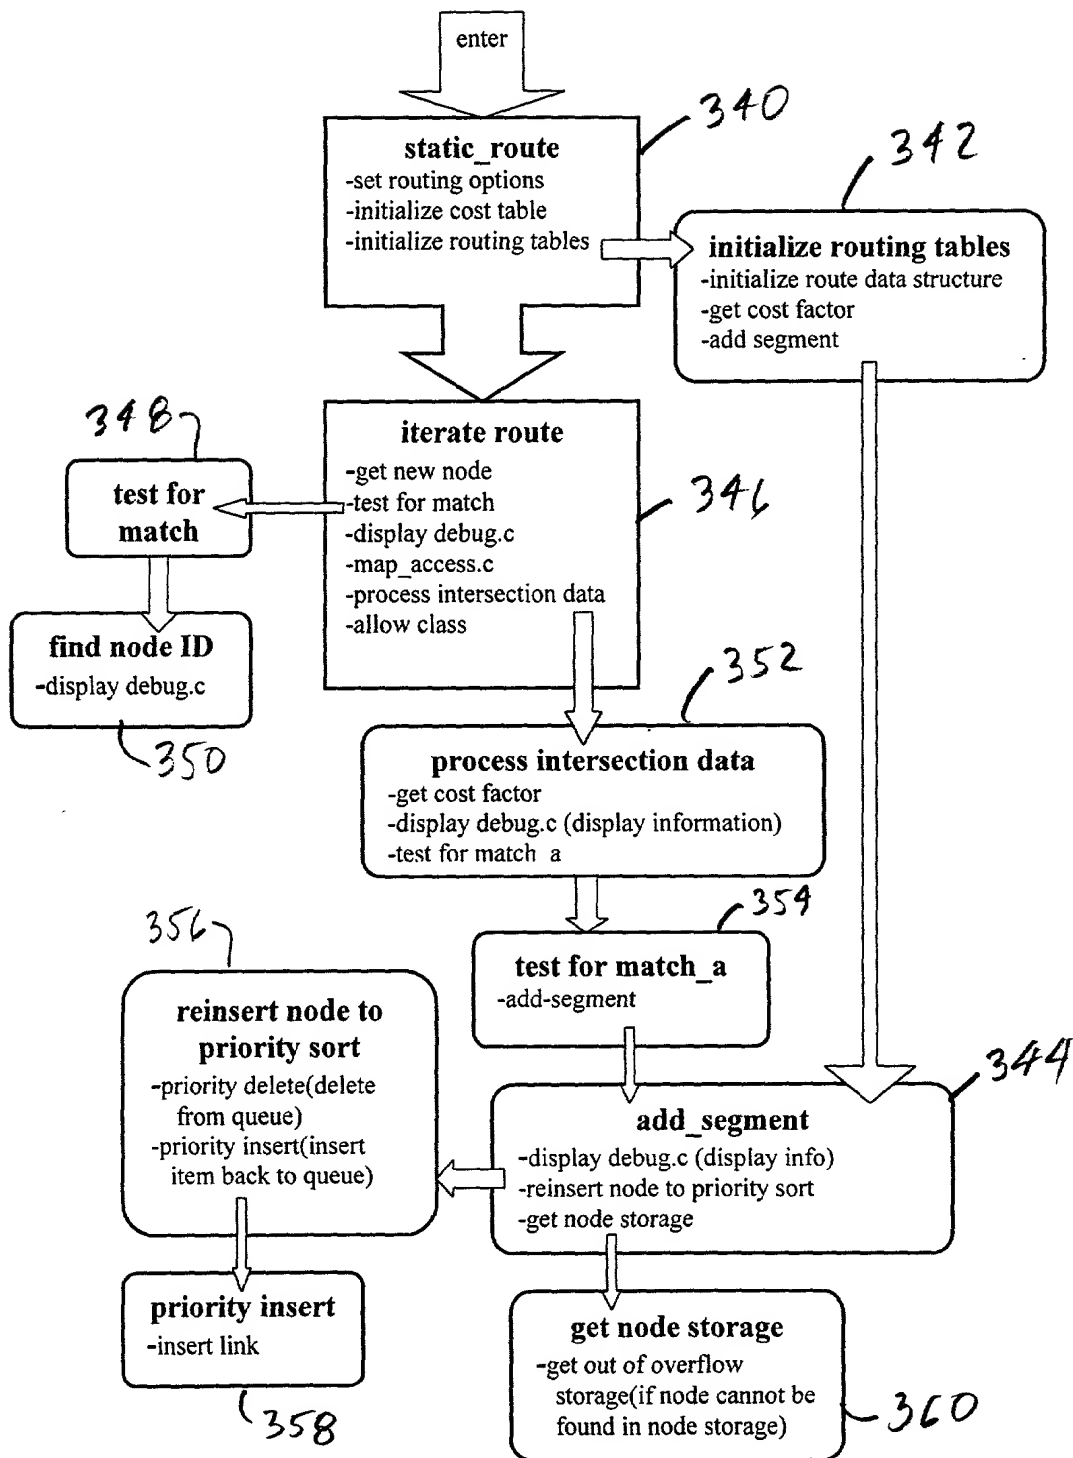 enter
340
static_route
-set routing options
-initialize cost table
-initialize routing tables
342
initialize routing tables
-initialize route data structure
-get cost factor
-add segment
348
test for
match
iterate route
-get new node
-test for match
-display debug.c
-map_access.c
-process intersection data
-allow class
346
find node ID
-display debug.c
350
352
process intersection data
-get cost factor
-display debug.c (display information)
-test for match_a
354
test for match_a
-add-segment
356
reinsert node to
priority sort
-priority delete(delete
from queue)
-priority insert(insert
item back to queue)
344
add_segment
-display debug.c (display info)
-reinsert node to priority sort
-get node storage
priority insert
-insert link
358
get node storage
-get out of overflow
storage(if node cannot be
found in node storage)
360